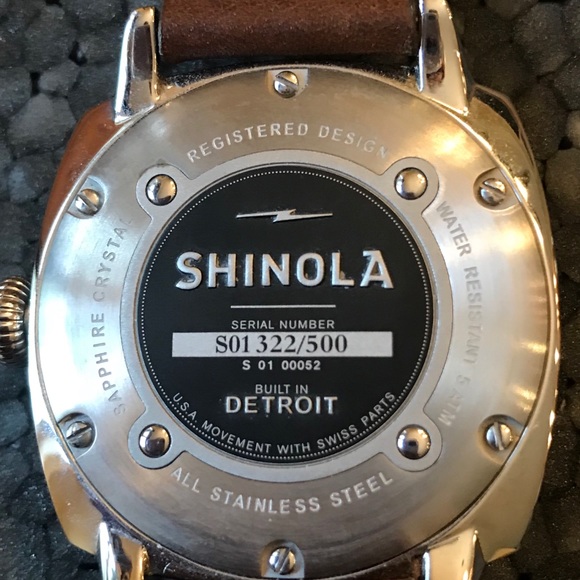 REGISTERED DESIGN
SAPPHIRE CRYSTAL
WATER RESISTANT 5 ATM
SHINOLA
SERIAL NUMBER
S01 322/500
S 01 00052
BUILT IN
DETROIT
U.S.A. MOVEMENT WITH SWISS PARTS
ALL STAINLESS STEEL